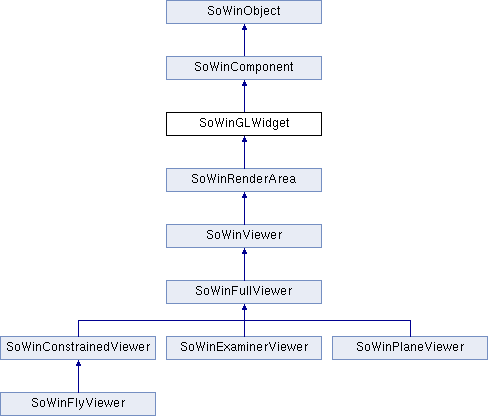 SoWinObject
SoWinComponent
SoWinGLWidget
SoWinRenderArea
SoWinViewer
SoWinFullViewer
SoWinConstrainedViewer
SoWinExaminerViewer
SoWinPlaneViewer
SoWinFlyViewer